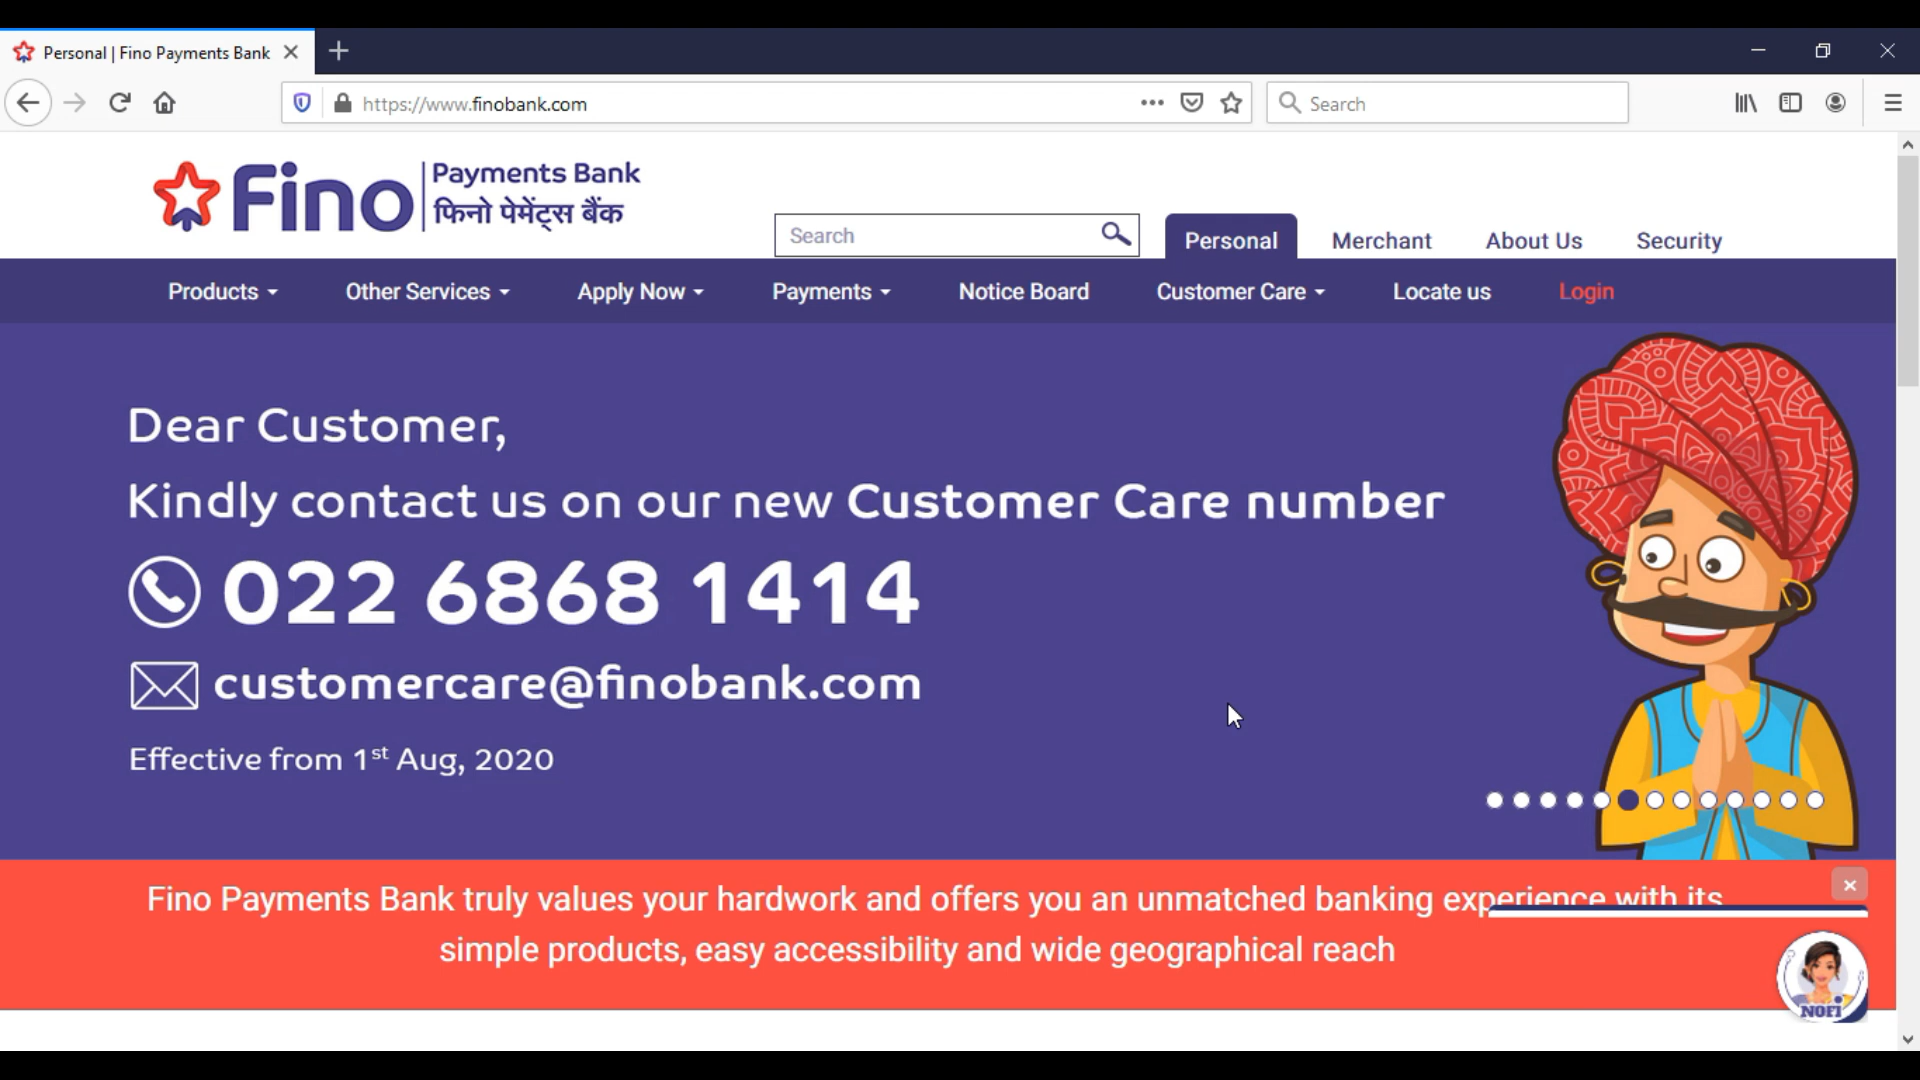 Personal | Fino Payments Bank
https://www.finobank.com
Search
Fino
Payments Bank
फिनो पेमेंट्स बैंक
Search
Personal
Merchant
About Us
Security
Products
Other Services
Apply Now
Payments
Notice Board
Customer Care
Locate us
Login
Dear Customer,
Kindly contact us on our new Customer Care number
022 6868 1414
customercare@finobank.com
Effective from 1st Aug, 2020
Fino Payments Bank truly values your hardwork and offers you an unmatched banking experience with its
simple products, easy accessibility and wide geographical reach
NOFI